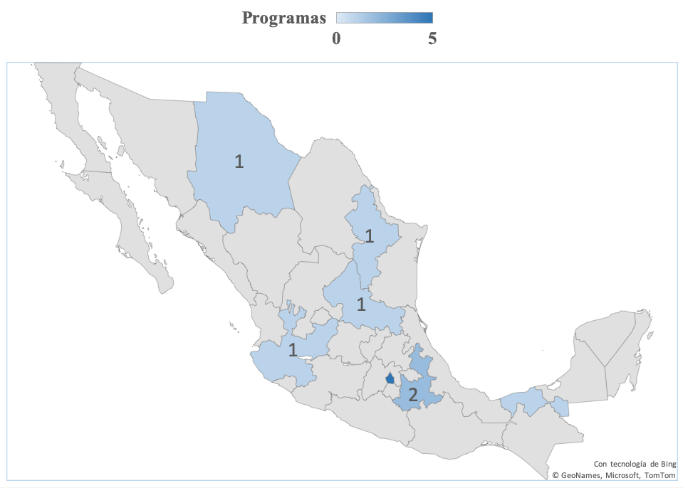 Programas
0 5
1
1
1
1
2
Con tecnología de Bing
© GeoNames, Microsoft, TomTom